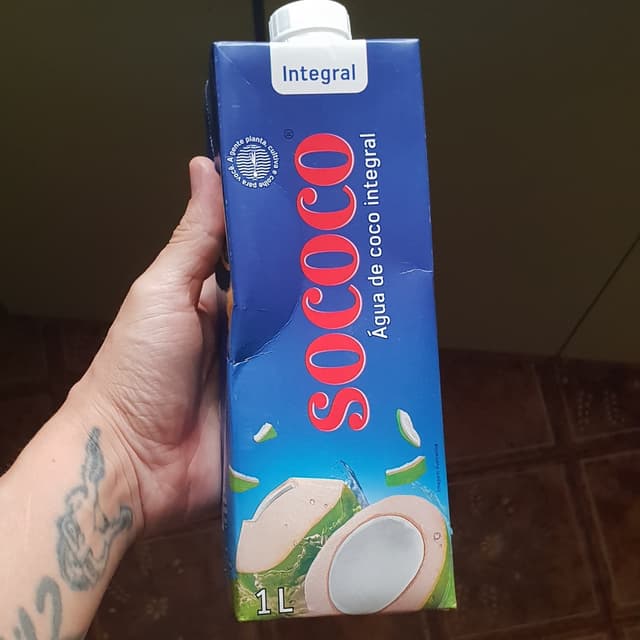 Integral
A gente planta, cultiva e colhe para você.
SOCOCO®
Água de coco integral
1L